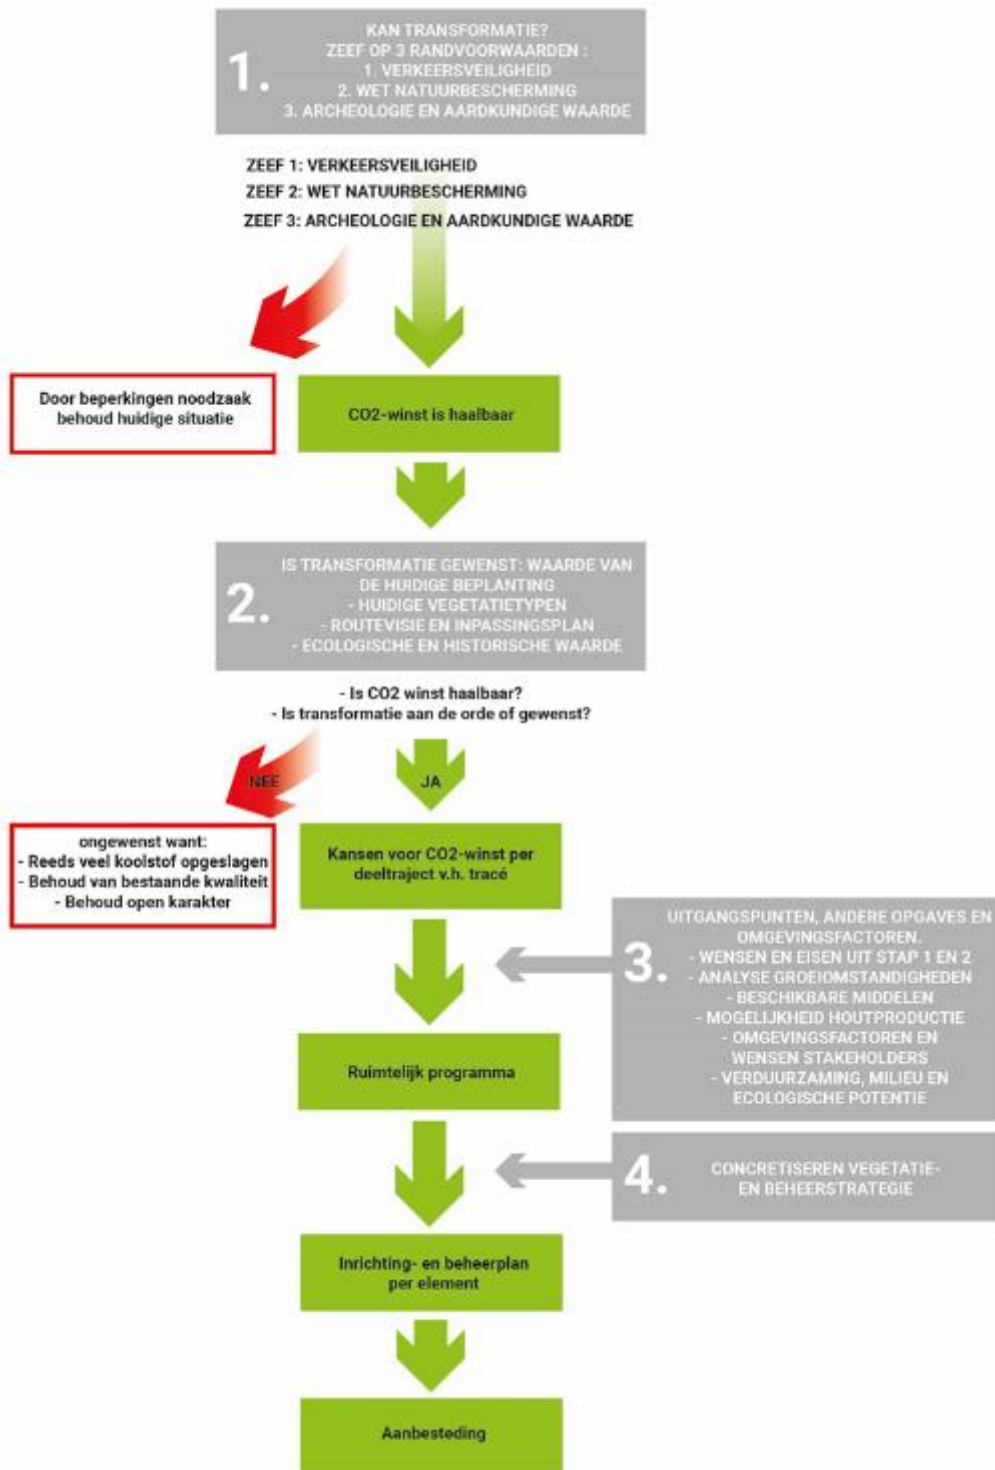 1.
KAN TRANSFORMATIE?
ZEEF OP 3 RANDVOORWAARDEN :
1. VERKEERSVEILIGHEID
2. WET NATUURBESCHERMING
3. ARCHEOLOGIE EN AARDKUNDIGE WAARDE
ZEEF 1: VERKEERSVEILIGHEID
ZEEF 2: WET NATUURBESCHERMING
ZEEF 3: ARCHEOLOGIE EN AARDKUNDIGE WAARDE
Door beperkingen noodzaak
behoud huidige situatie
CO2-winst is haalbaar
2.
IS TRANSFORMATIE GEWENST: WAARDE VAN
DE HUIDIGE BEPLANTING
- HUIDIGE VEGETATIETYPEN
- ROUTEVISIE EN INPASSINGSPLAN
- ECOLOGISCHE EN HISTORISCHE WAARDE
- Is CO2 winst haalbaar?
- Is transformatie aan de orde of gewenst?
NEE
JA
ongewenst want:
- Reeds veel koolstof opgeslagen
- Behoud van bestaande kwaliteit
- Behoud open karakter
Kansen voor CO2-winst per
deeltraject v.h. tracé
3.
UITGANGSPUNTEN, ANDERE OPGAVES EN
OMGEVINGSFACTOREN.
- WENSEN EN EISEN UIT STAP 1 EN 2
- ANALYSE GROEIOMSTANDIGHEDEN
- BESCHIKBARE MIDDELEN
- MOGELIJKHEID HOUTPRODUCTIE
- OMGEVINGSFACTOREN EN
WENSEN STAKEHOLDERS
- VERDUURZAMING, MILIEU EN
ECOLOGISCHE POTENTIE
Ruimtelijk programma
4.
CONCRETISEREN VEGETATIE-
EN BEHEERSTRATEGIE
Inrichting- en beheerplan
per element
Aanbesteding